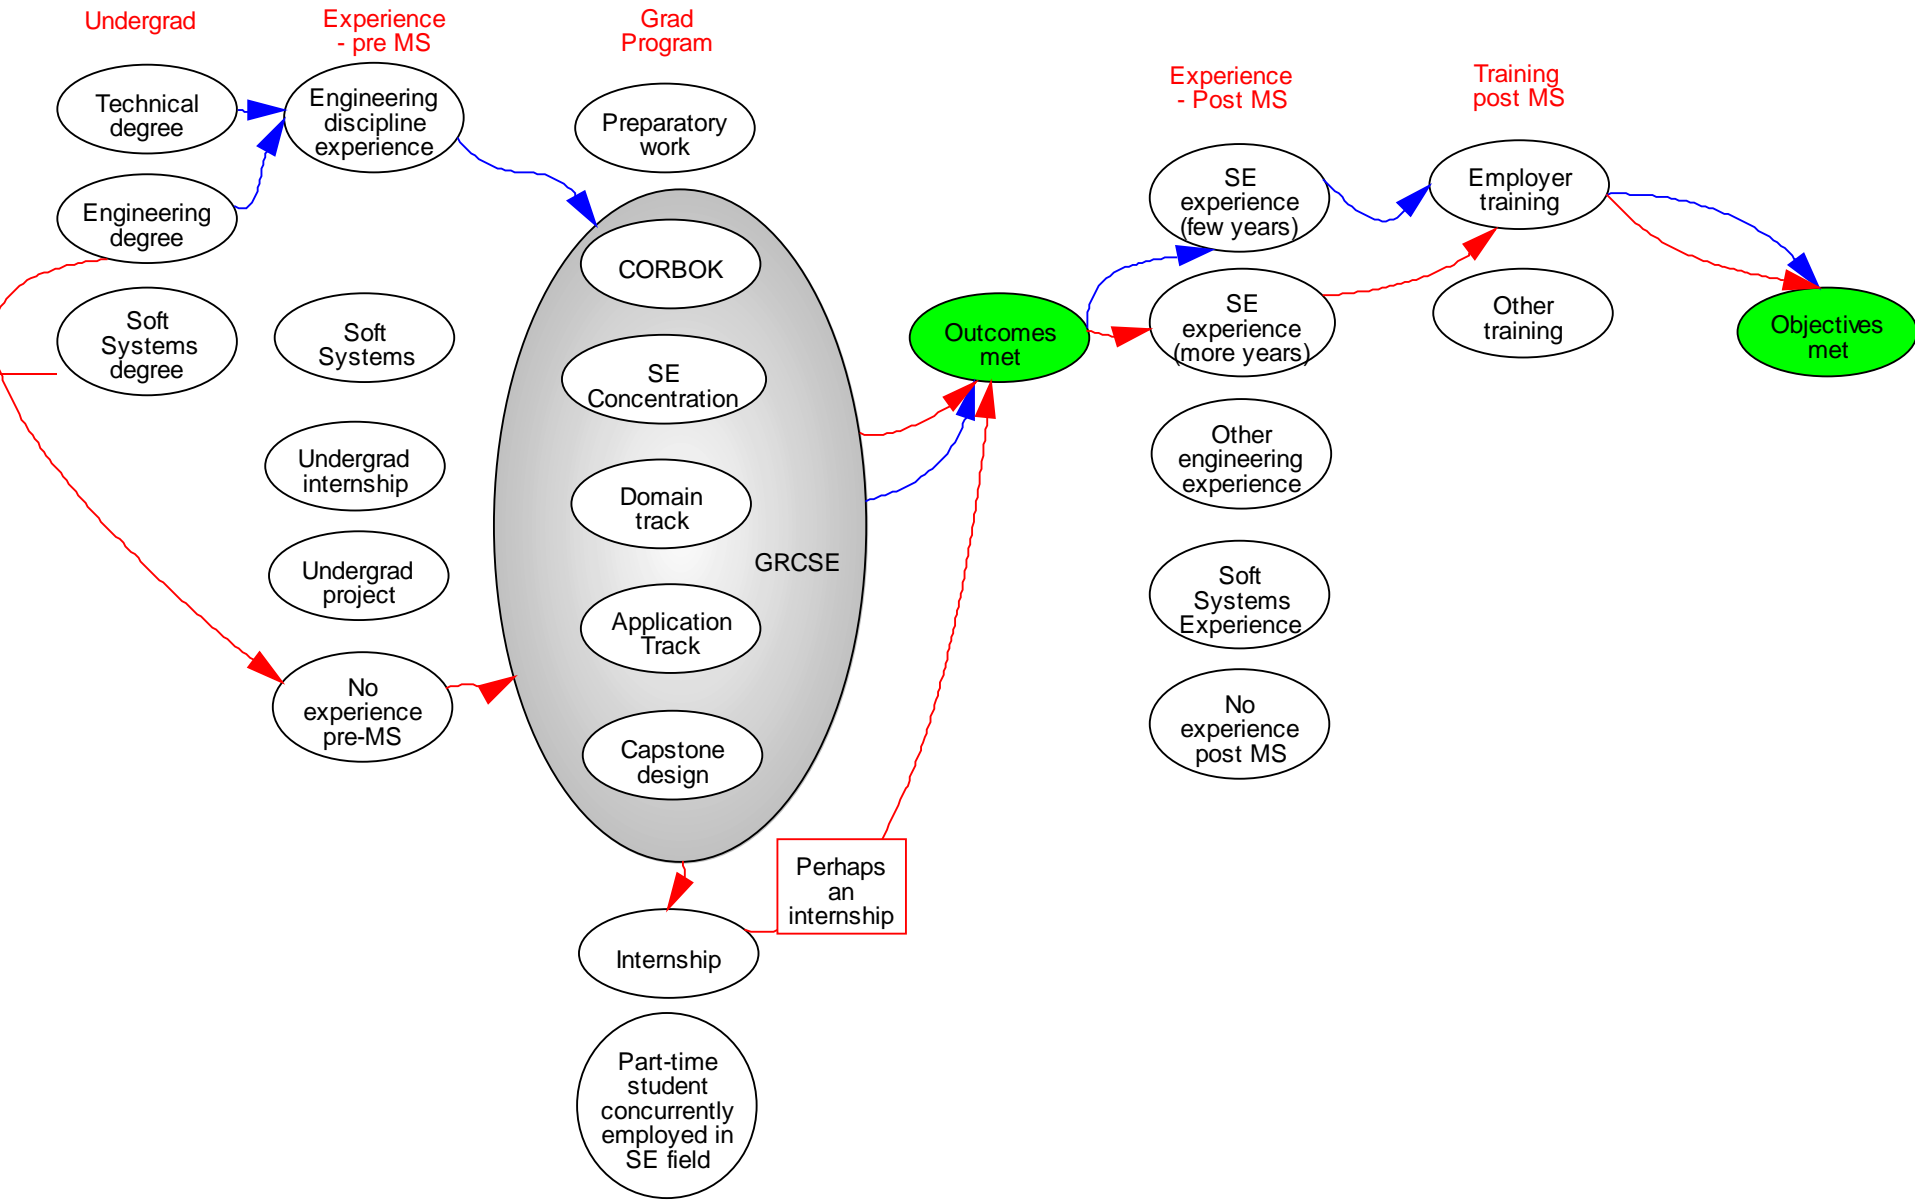 Undergrad
Experience
- pre MS
Grad
Program
Experience
- Post MS
Training
post MS
Technical
degree
Engineering
degree
Soft
Systems
degree
Engineering
discipline
experience
Soft
Systems
Undergrad
internship
Undergrad
project
No
experience
pre-MS
Preparatory
work
CORBOK
SE
Concentration
Domain
track
GRCSE
Application
Track
Capstone
design
Perhaps
an
internship
Internship
Part-time
student
concurrently
employed in
SE field
Outcomes
met
SE
experience
(few years)
SE
experience
(more years)
Other
engineering
experience
Soft
Systems
Experience
No
experience
post MS
Employer
training
Other
training
Objectives
met